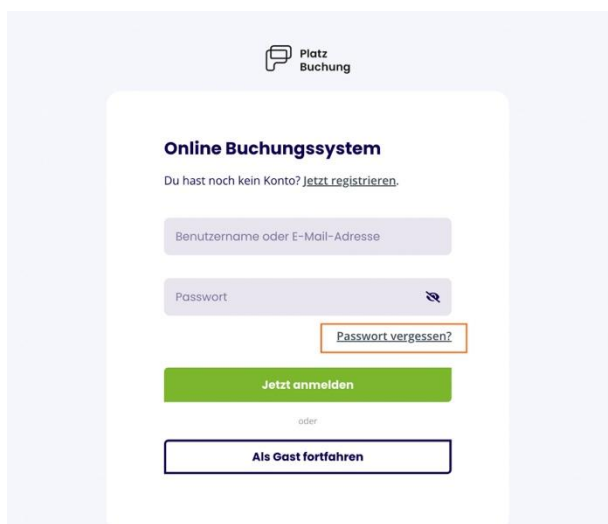 Platz
Buchung
Online Buchungssystem
Du hast noch kein Konto? Jetzt registrieren.
Benutzername oder E-Mail-Adresse
Passwort
Passwort vergessen?
Jetzt anmelden
oder
Als Gast fortfahren